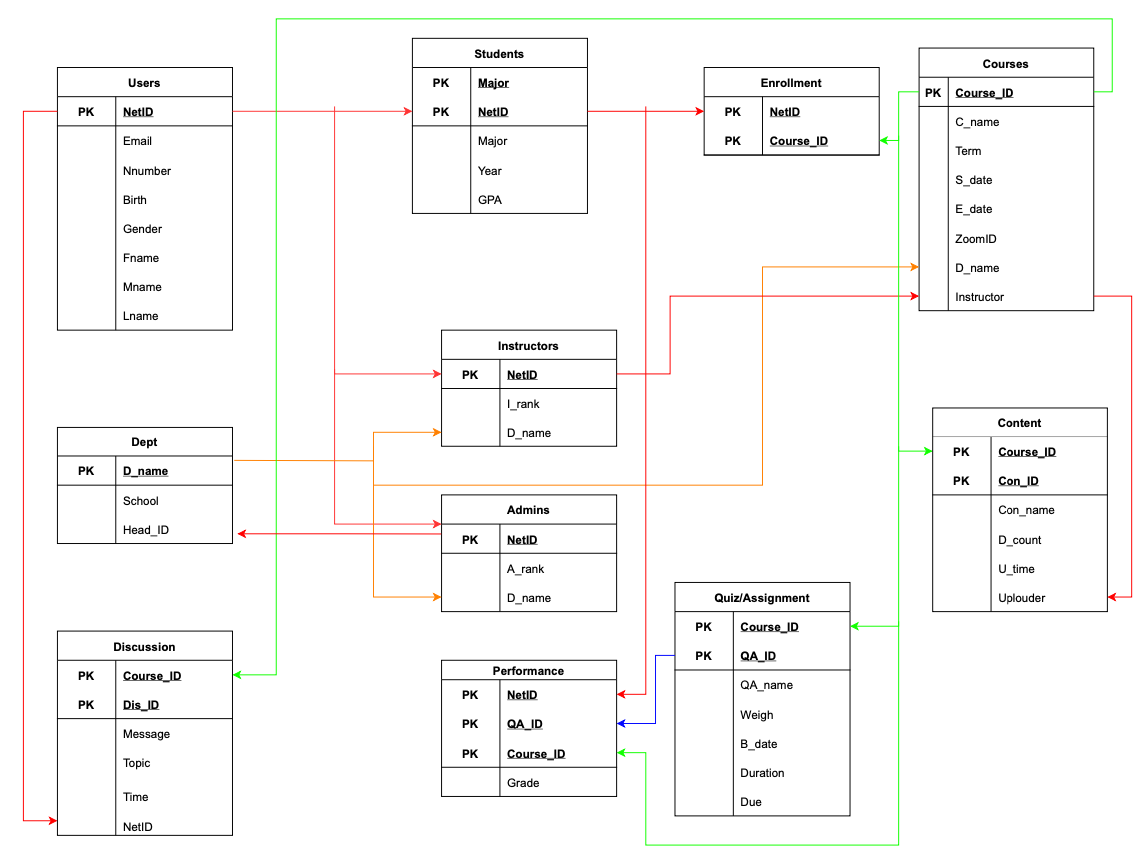 Users
PK NetID
Email
Nnumber
Birth
Gender
Fname
Mname
Lname
Students
PK Major
PK NetID
Major
Year
GPA
Enrollment
PK NetID
PK Course_ID
Courses
PK Course_ID
C_name
Term
S_date
E_date
ZoomID
D_name
Instructor
Instructors
PK NetID
I_rank
D_name
Dept
PK D_name
School
Head_ID
Admins
PK NetID
A_rank
D_name
Content
PK Course_ID
PK Con_ID
Con_name
D_count
U_time
Uplouder
Discussion
PK Course_ID
PK Dis_ID
Message
Topic
Time
NetID
Performance
PK NetID
PK QA_ID
PK Course_ID
Grade
Quiz/Assignment
PK Course_ID
PK QA_ID
QA_name
Weigh
B_date
Duration
Due